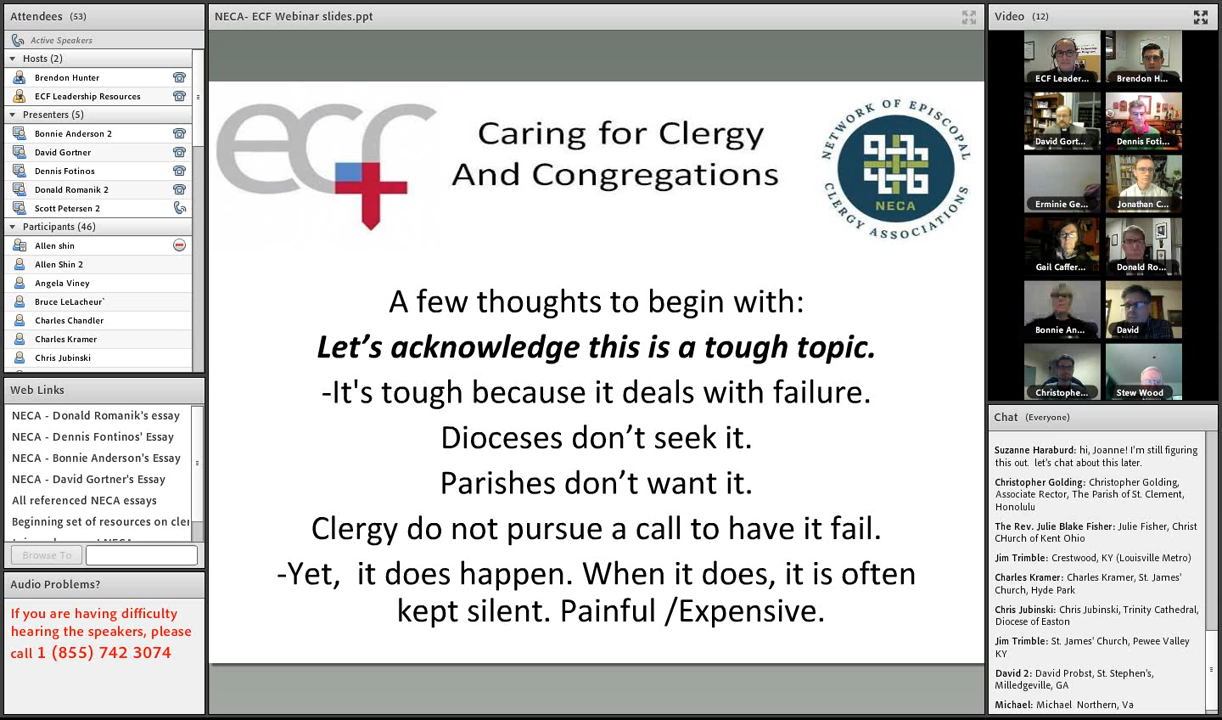 Attendees (53)
Active Speakers
Hosts (2)
Brendon Hunter
ECF Leadership Resources
Presenters (5)
Bonnie Anderson 2
David Gortner
Dennis Fotinos
Donald Romanik 2
Scott Petersen 2
Participants (46)
Allen shin
Allen Shin 2
Angela Viney
Bruce LeLacheur`
Charles Chandler
Charles Kramer
Chris Jubinski
Web Links
NECA - Donald Romanik's essay
NECA - Dennis Fontinos' Essay
NECA - Bonnie Anderson's Essay
NECA - David Gortner's Essay
All referenced NECA essays
Beginning set of resources on cler
Browse To
Audio Problems?
If you are having difficulty
hearing the speakers, please
call 1 (855) 742 3074
NECA- ECF Webinar slides.ppt
ecf
Caring for Clergy
And Congregations
NETWORK OF EPISCOPAL
NECA
CLERGY ASSOCIATIONS
A few thoughts to begin with:
Let’s acknowledge this is a tough topic.
-It's tough because it deals with failure.
Dioceses don’t seek it.
Parishes don’t want it.
Clergy do not pursue a call to have it fail.
-Yet, it does happen. When it does, it is often
kept silent. Painful /Expensive.
Video (12)
ECF Leader...
Brendon H...
David Gort...
Dennis Foti...
Erminie Ge...
Jonathan C...
Gail Caffer...
Donald Ro...
Bonnie An...
David
Christophe...
Stew Wood
Chat (Everyone)
Suzanne Haraburd: hi, Joanne! I'm still figuring
this out. let's chat about this later.
Christopher Golding: Christopher Golding,
Associate Rector, The Parish of St. Clement,
Honolulu
The Rev. Julie Blake Fisher: Julie Fisher, Christ
Church of Kent Ohio
Jim Trimble: Crestwood, KY (Louisville Metro)
Charles Kramer: Charles Kramer, St. James'
Church, Hyde Park
Chris Jubinski: Chris Jubinski, Trinity Cathedral,
Diocese of Easton
Jim Trimble: St. James' Church, Pewee Valley
KY
David 2: David Probst, St. Stephen's,
Milledgeville, GA
Michael: Michael Northern, Va